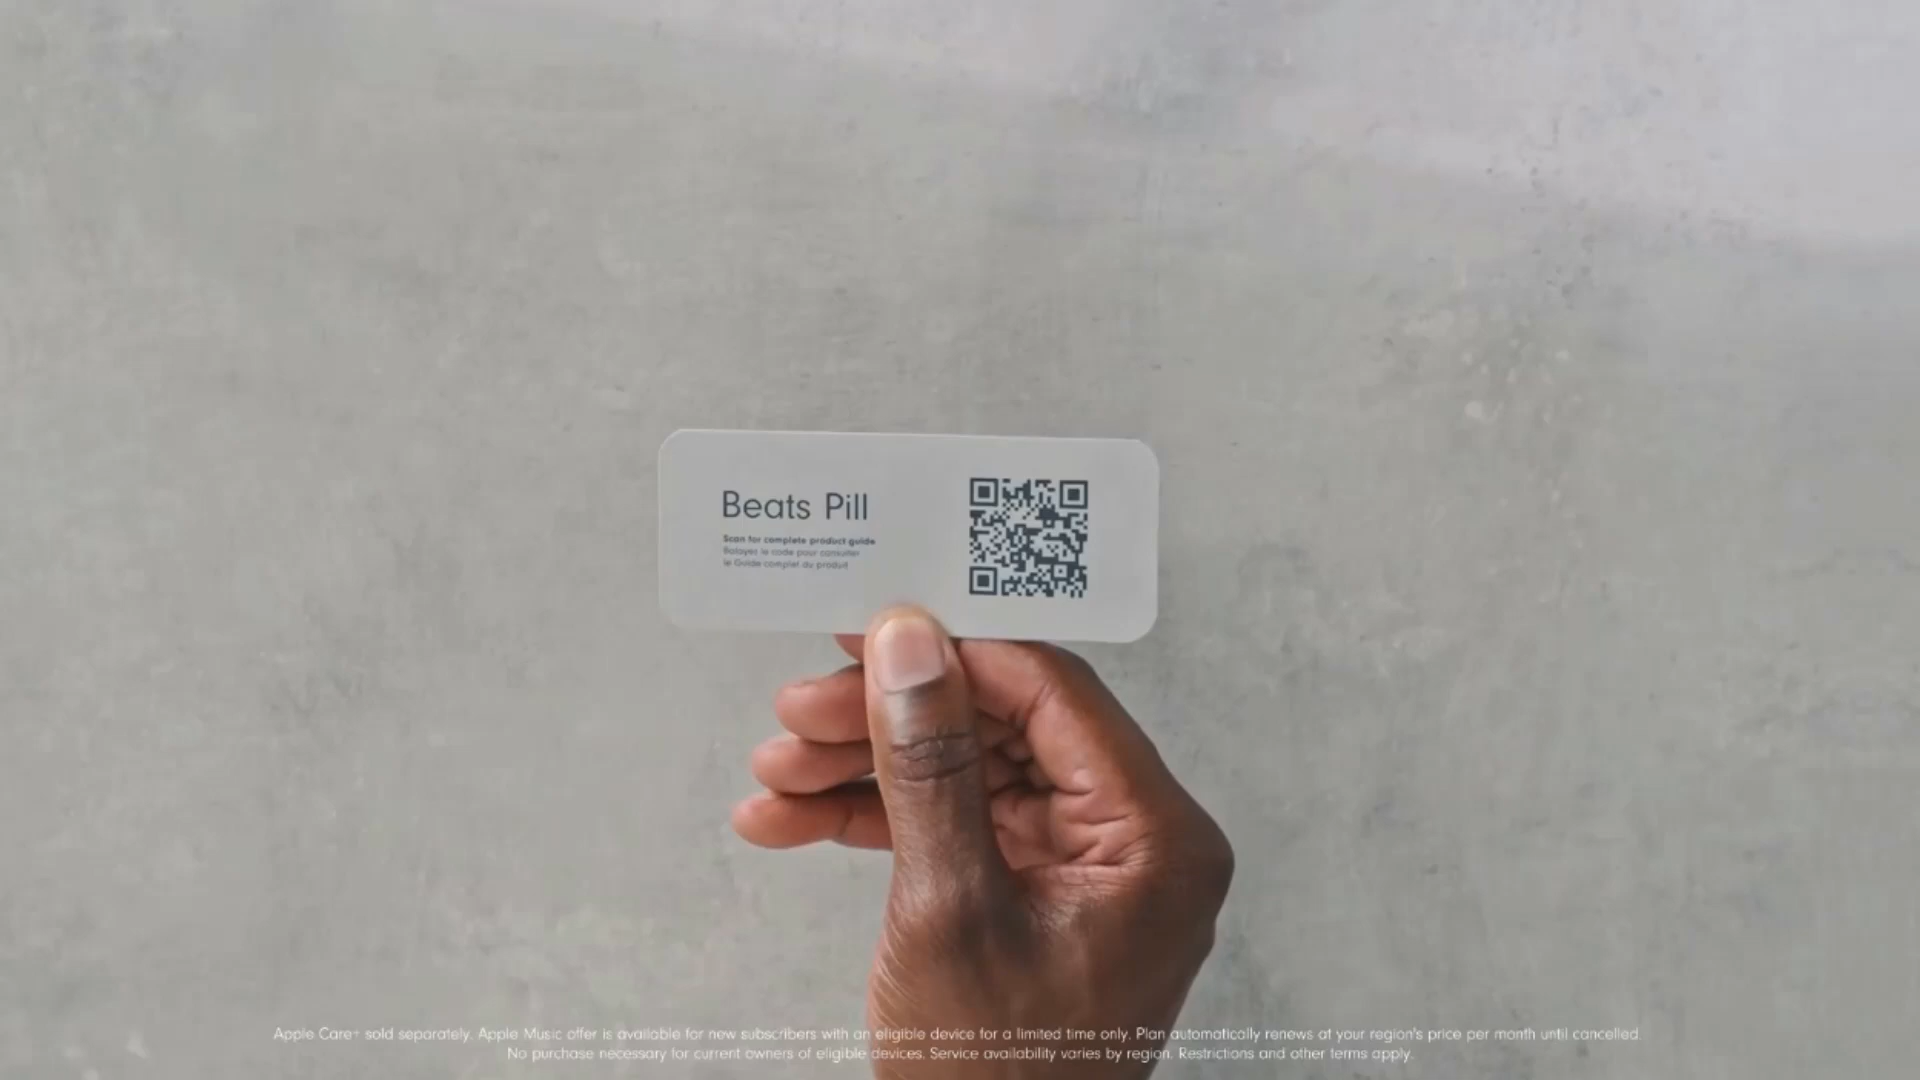 Beats Pill
Scan for complete product guide
Balayez le code pour consulter
le Guide complet du produit
Apple Care+ sold separately. Apple Music offer is available for new subscribers with an eligible device for a limited time only. Plan automatically renews at your region's price per month until cancelled.
No purchase necessary for current owners of eligible devices. Service availability varies by region. Restrictions and other terms apply.